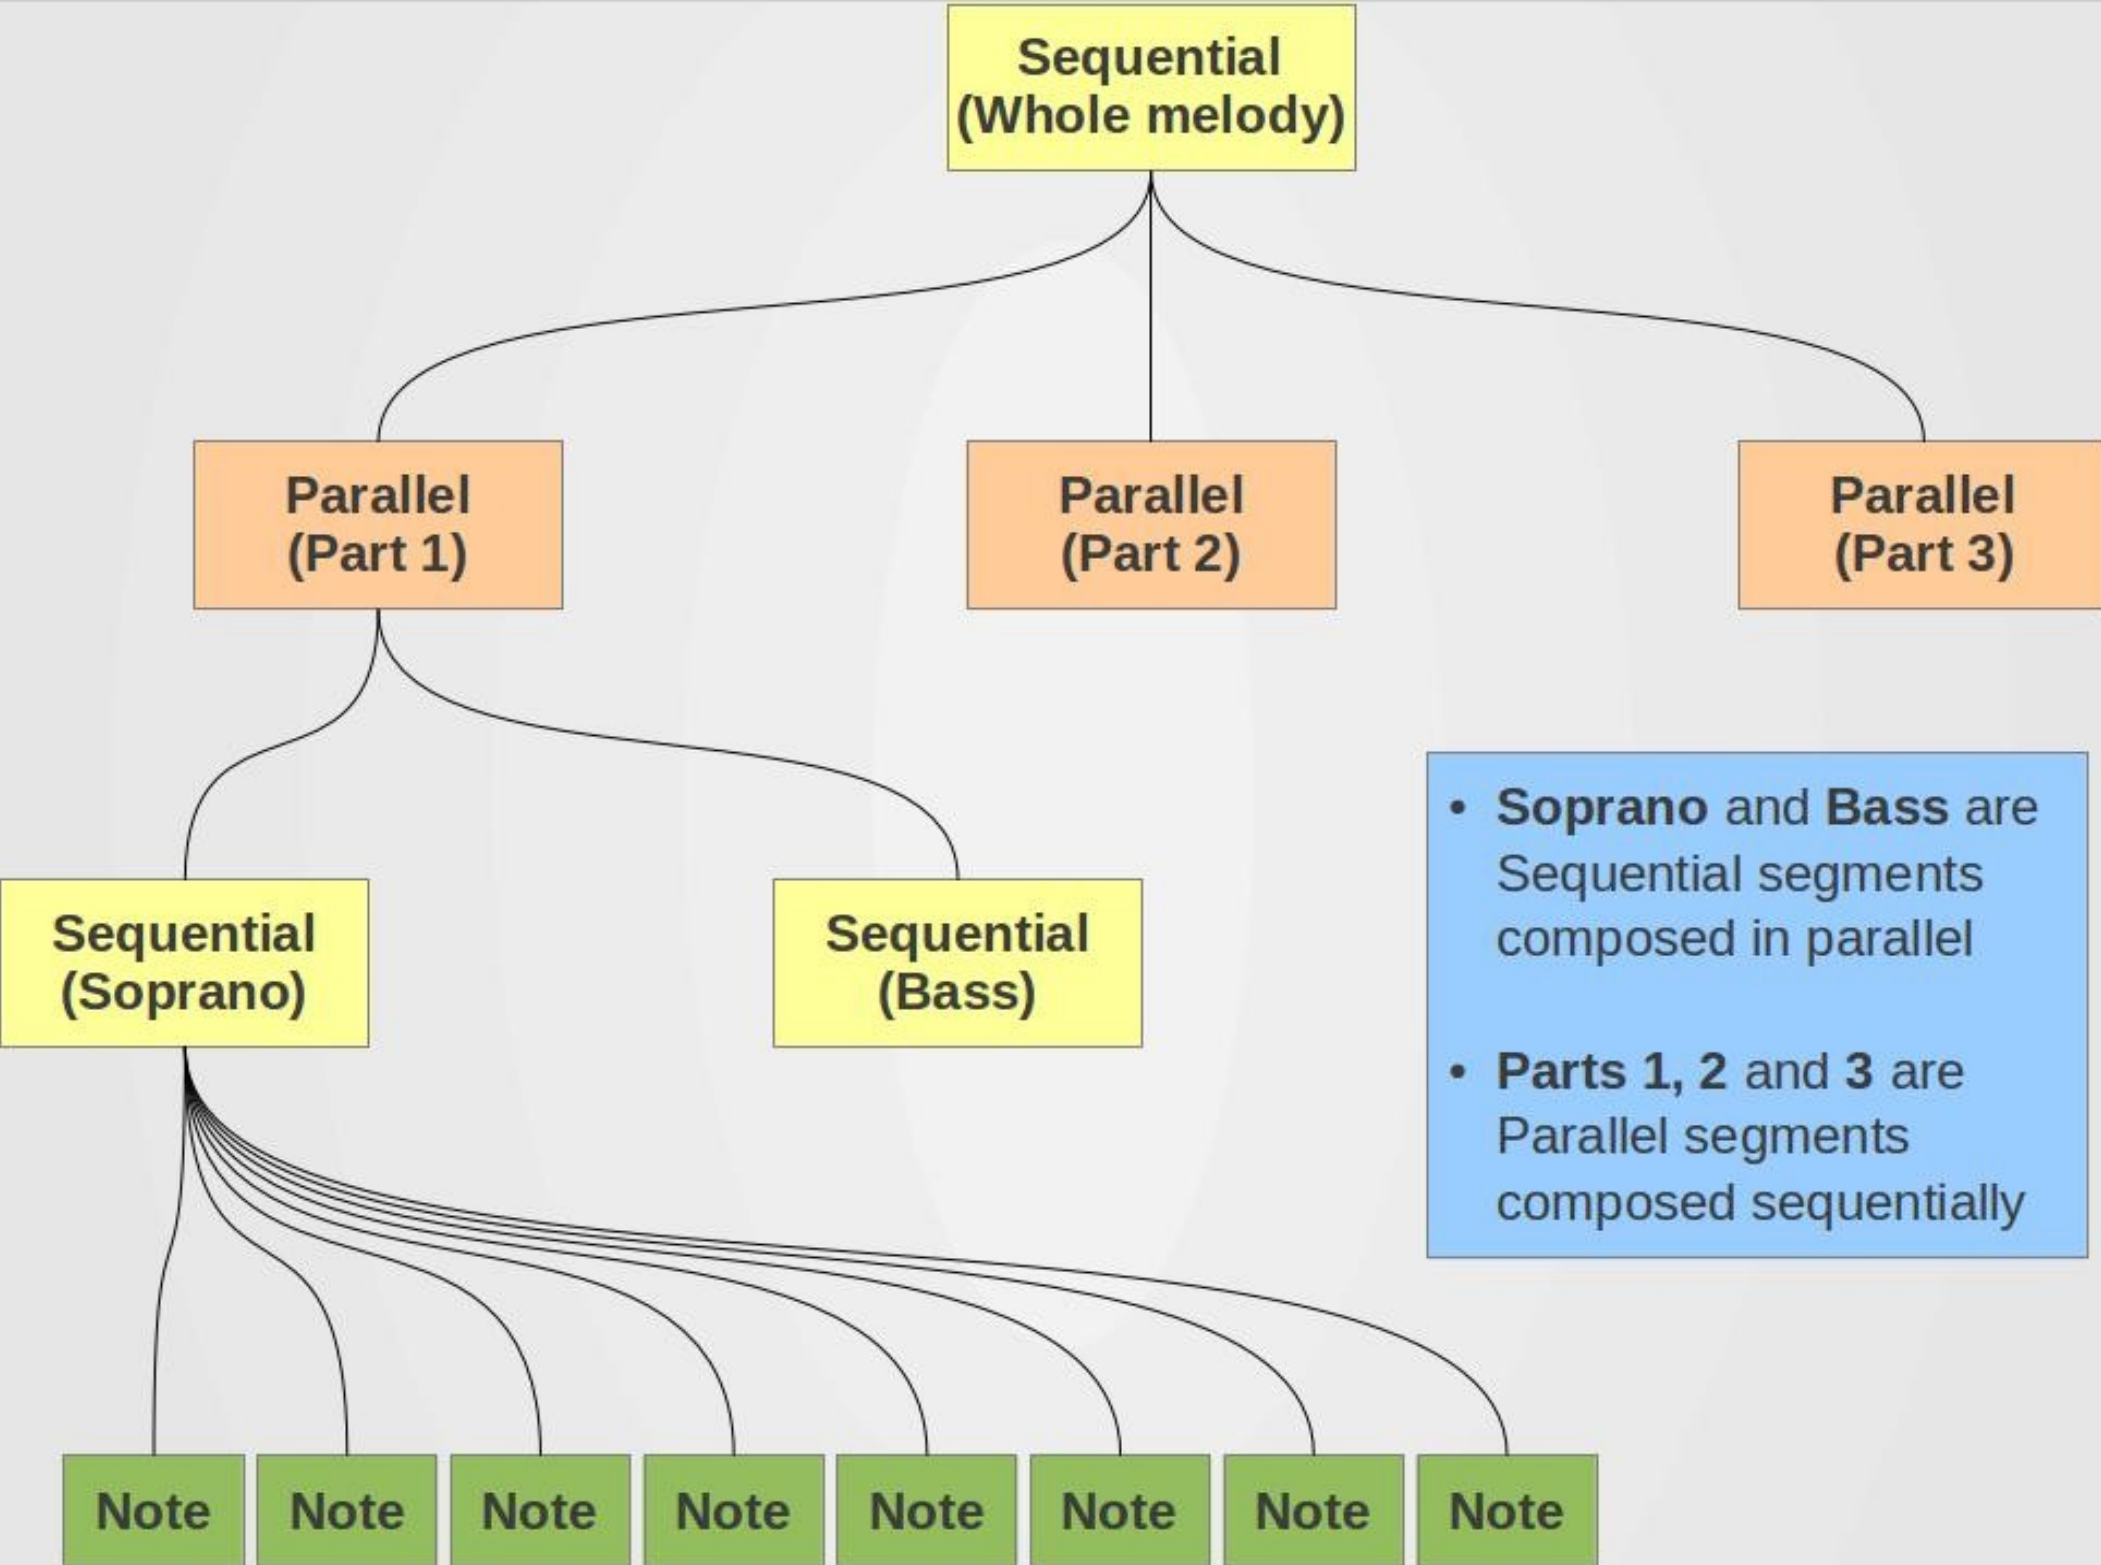 Sequential
(Whole melody)
Parallel
(Part 1)
Parallel
(Part 2)
Parallel
(Part 3)
Sequential
(Soprano)
Sequential
(Bass)
• Soprano and Bass are
Sequential segments
composed in parallel
• Parts 1, 2 and 3 are
Parallel segments
composed sequentially
Note
Note
Note
Note
Note
Note
Note
Note